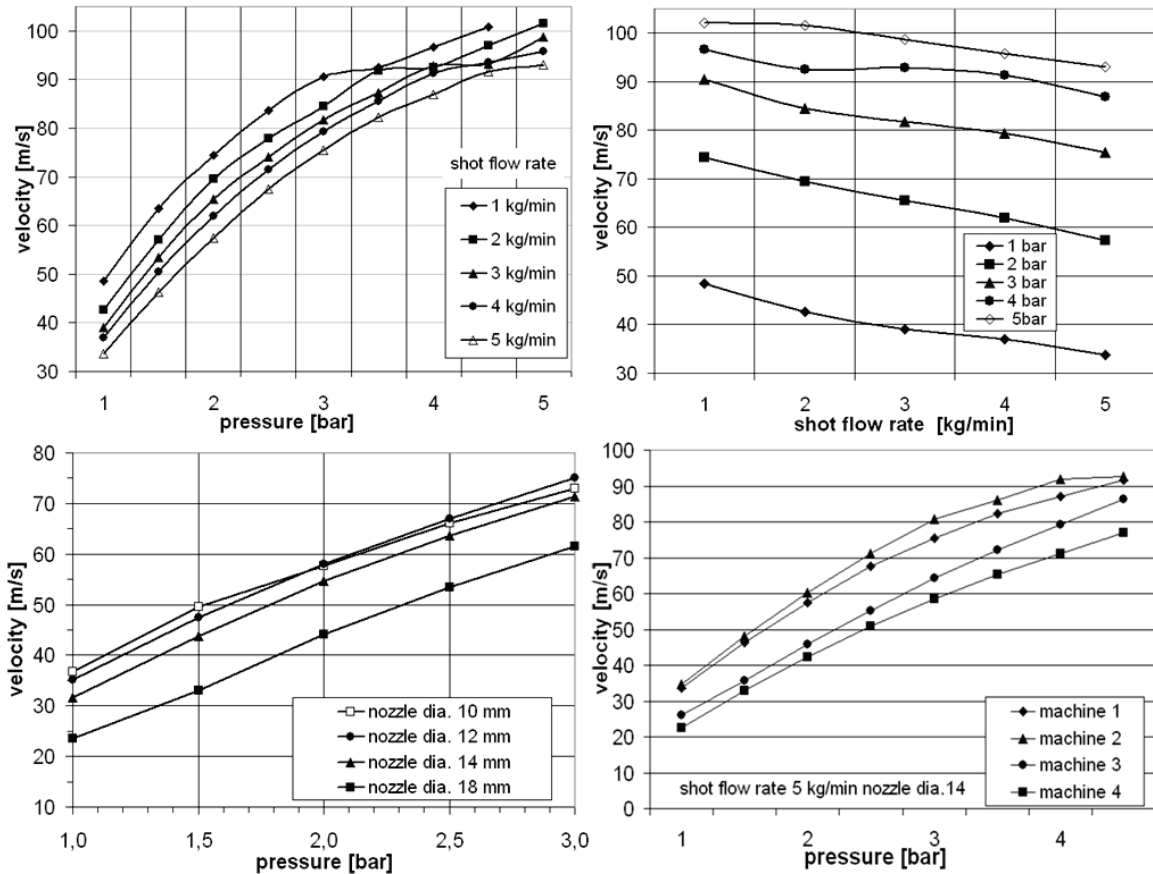 100
90
80
70
60
50
40
30
velocity [m/s]
1 2 3 4 5
pressure [bar]
shot flow rate
1 kg/min
2 kg/min
3 kg/min
4 kg/min
5 kg/min
100
90
80
70
60
50
40
30
velocity [m/s]
1 2 3 4 5
shot flow rate [kg/min]
1 bar
2 bar
3 bar
4 bar
5bar
80
70
60
50
40
30
20
10
velocity [m/s]
1,0 1,5 2,0 2,5 3,0
pressure [bar]
nozzle dia. 10 mm
nozzle dia. 12 mm
nozzle dia. 14 mm
nozzle dia. 18 mm
100
90
80
70
60
50
40
30
20
10
0
velocity [m/s]
1 2 3 4
pressure [bar]
shot flow rate 5 kg/min nozzle dia.14
machine 1
machine 2
machine 3
machine 4